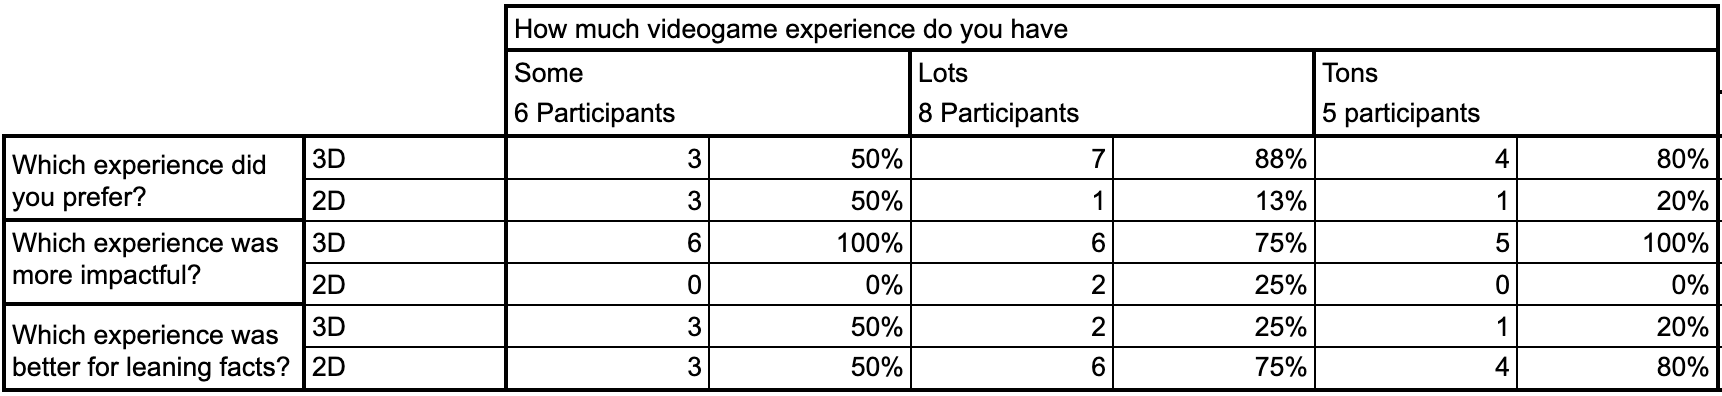 How much videogame experience do you have
Some Lots Tons
6 Participants 8 Participants 5 participants
Which experience did you prefer? 3D 3 50% 7 88% 4 80%
2D 3 50% 1 13% 1 20%
Which experience was more impactful? 3D 6 100% 6 75% 5 100%
2D 0 0% 2 25% 0 0%
Which experience was better for leaning facts? 3D 3 50% 2 25% 1 20%
2D 3 50% 6 75% 4 80%